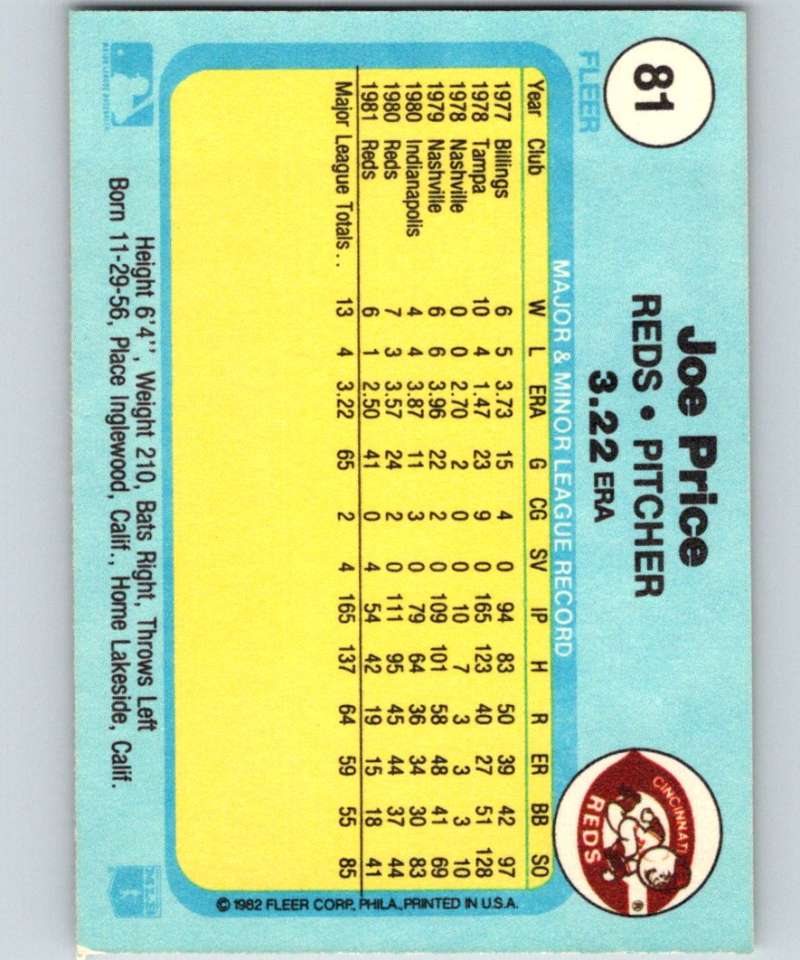 81
FLEER
Joe Price
REDS • PITCHER
3.22 ERA
CINCINNATI
REDS
®
MAJOR & MINOR LEAGUE RECORD
Year Club W L ERA G CG SV IP H R ER BB SO
1977 Billings 6 5 3.73 15 4 0 94 83 50 39 42 97
1978 Tampa 10 4 1.47 23 9 0 165 123 40 27 51 128
1978 Nashville 0 0 2.70 2 0 0 10 7 3 3 3 10
1979 Nashville 6 6 3.96 22 2 0 109 101 58 48 41 69
1980 Indianapolis 4 4 3.87 11 3 0 79 64 36 34 30 83
1980 Reds 7 3 3.57 24 2 0 111 95 45 44 37 44
1981 Reds 6 1 2.50 41 0 4 54 42 19 15 18 41
Major League Totals . . 13 4 3.22 65 2 4 165 137 64 59 55 85
© 1982 FLEER CORP., PHILA., PRINTED IN U.S.A.
Height 6'4'', Weight 210, Bats Right, Throws Left
Born 11-29-56, Place Inglewood, Calif., Home Lakeside, Calif.